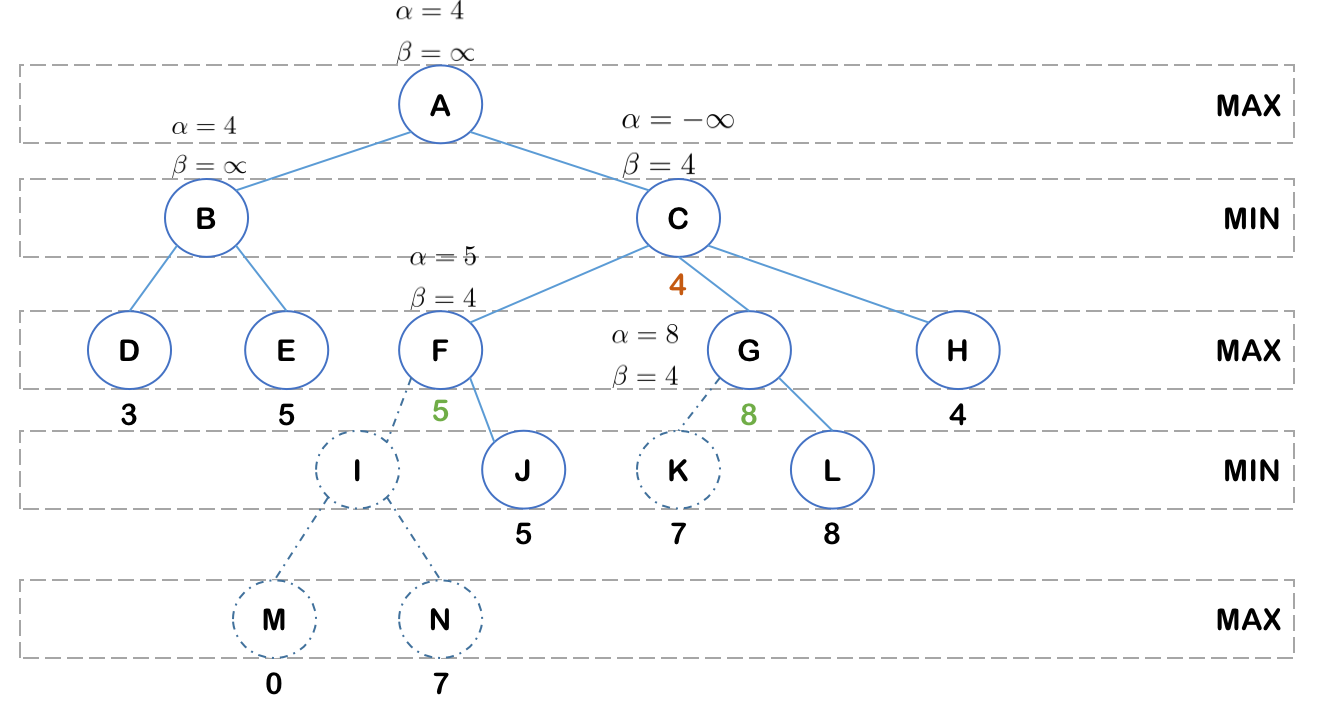 α = 4
β = ∞
A
MAX
α = 4
β = ∞
α = −∞
β = 4
B
C
MIN
4
α = 5
β = 4
α = 8
β = 4
D
E
F
G
H
MAX
3
5
5
8
4
I
J
K
L
MIN
5
7
8
M
N
MAX
0
7